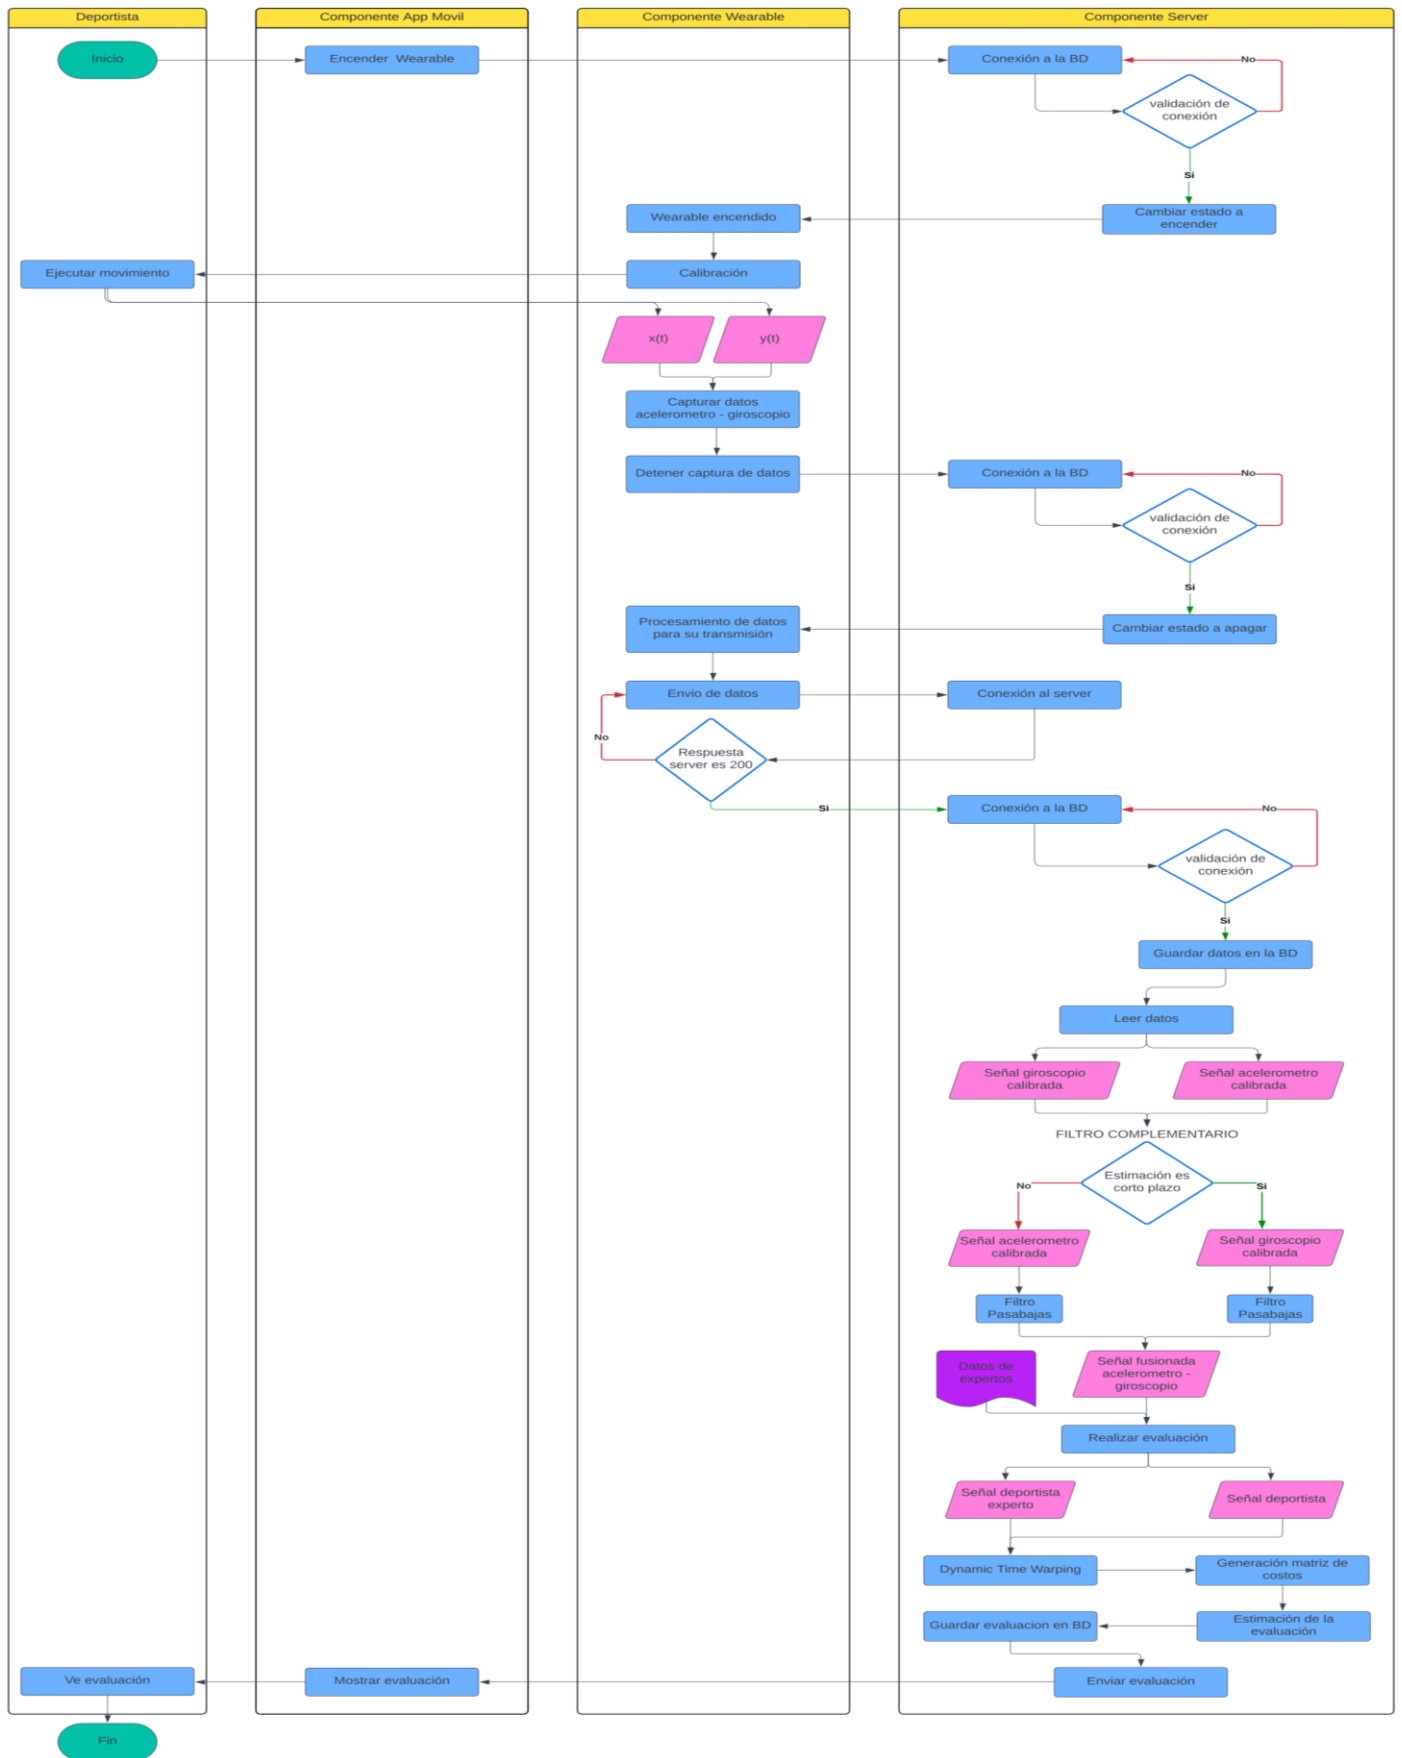 Deportista
Componente App Movil
Componente Wearable
Componente Server
Inicio
Encender Wearable
Conexión a la BD
No
validación de
conexión
Si
Cambiar estado a
encender
Wearable encendido
Calibración
Ejecutar movimiento
x(t)
y(t)
Capturar datos
acelerometro - giroscopio
Detener captura de datos
Conexión a la BD
No
validación de
conexión
Si
Cambiar estado a apagar
Procesamiento de datos
para su transmisión
Envio de datos
Conexión al server
No
Respuesta
server es 200
Si
Conexión a la BD
No
validación de
conexión
Si
Guardar datos en la BD
Leer datos
Señal giroscopio
calibrada
Señal acelerometro
calibrada
FILTRO COMPLEMENTARIO
Estimación es
corto plazo
No
Si
Señal acelerometro
calibrada
Señal giroscopio
calibrada
Filtro
Pasabajas
Filtro
Pasabajas
Datos de
expertos
Señal fusionada
acelerometro -
giroscopio
Realizar evaluación
Señal deportista
experto
Señal deportista
Dynamic Time Warping
Generación matriz de
costos
Guardar evaluacion en BD
Estimación de la
evaluación
Ve evaluación
Mostrar evaluación
Enviar evaluación
Fin